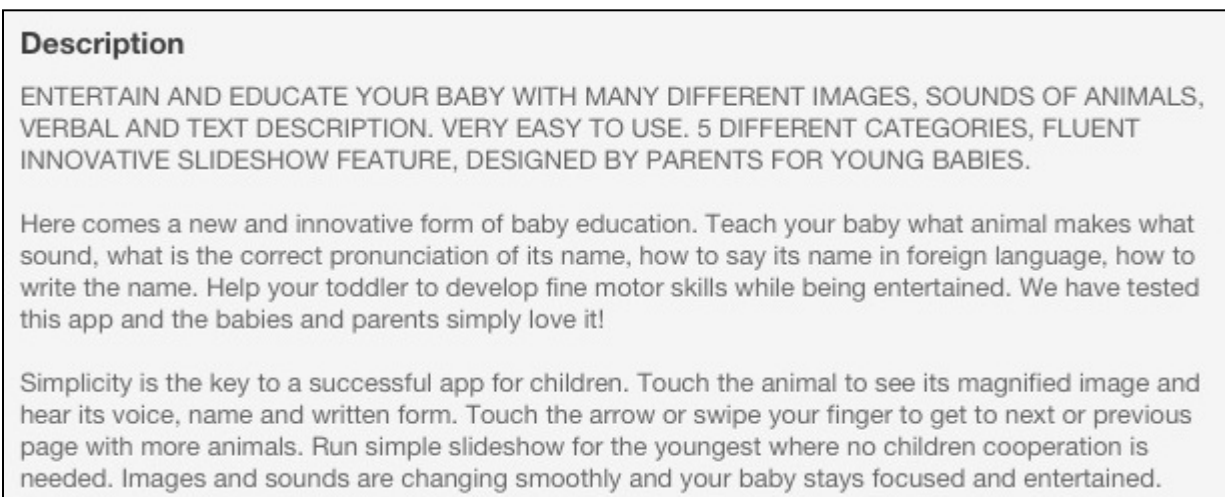 Description
ENTERTAIN AND EDUCATE YOUR BABY WITH MANY DIFFERENT IMAGES, SOUNDS OF ANIMALS,
VERBAL AND TEXT DESCRIPTION. VERY EASY TO USE. 5 DIFFERENT CATEGORIES, FLUENT
INNOVATIVE SLIDESHOW FEATURE, DESIGNED BY PARENTS FOR YOUNG BABIES.
Here comes a new and innovative form of baby education. Teach your baby what animal makes what
sound, what is the correct pronunciation of its name, how to say its name in foreign language, how to
write the name. Help your toddler to develop fine motor skills while being entertained. We have tested
this app and the babies and parents simply love it!
Simplicity is the key to a successful app for children. Touch the animal to see its magnified image and
hear its voice, name and written form. Touch the arrow or swipe your finger to get to next or previous
page with more animals. Run simple slideshow for the youngest where no children cooperation is
needed. Images and sounds are changing smoothly and your baby stays focused and entertained.